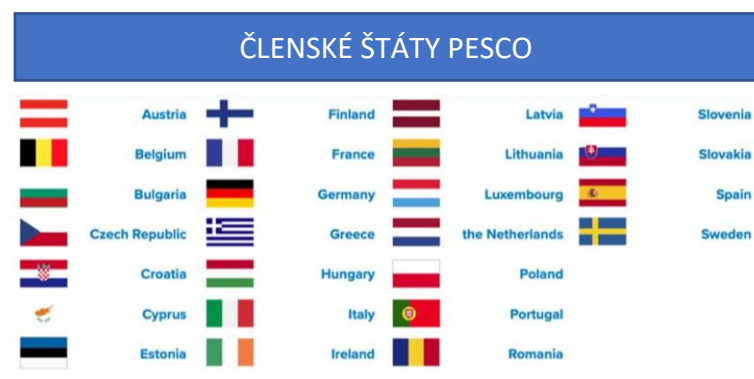 ČLENSKÉ ŠTÁTY PESCO
Austria Finland Latvia Slovenia
Belgium France Lithuania Slovakia
Bulgaria Germany Luxembourg Spain
Czech Republic Greece the Netherlands Sweden
Croatia Hungary Poland
Cyprus Italy Portugal
Estonia Ireland Romania